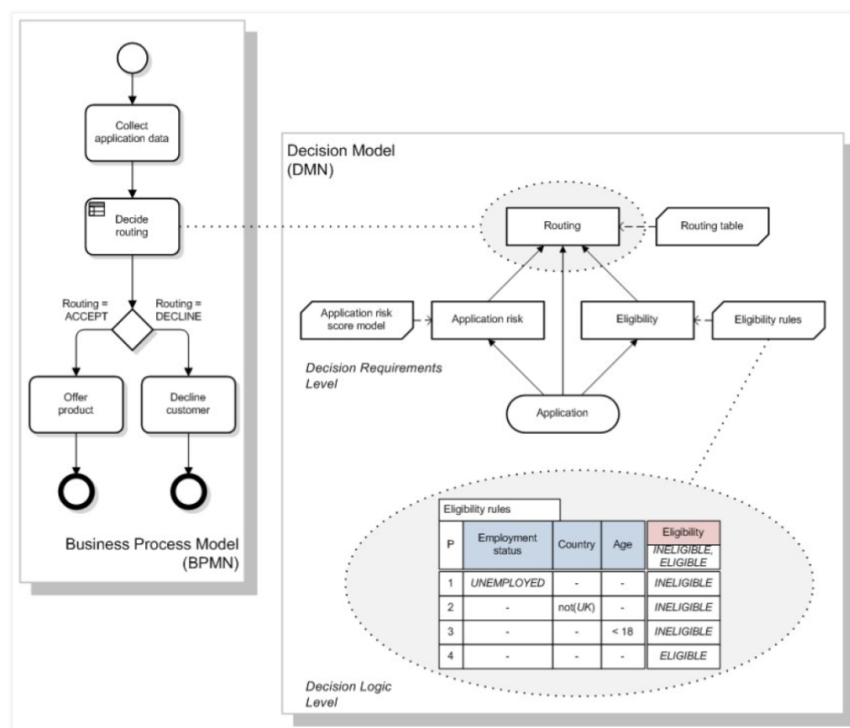 Collect
application data
Decide
routing
Routing =
ACCEPT
Routing =
DECLINE
Offer
product
Decline
customer
Business Process Model
(BPMN)
Decision Model
(DMN)
Routing
Routing table
Application risk
score model
Application risk
Eligibility
Eligibility rules
Decision Requirements
Level
Application
Eligibility rules
P
Employment
status
Country
Age
Eligibility
INELIGIBLE,
ELIGIBLE
1 UNEMPLOYED - - INELIGIBLE
2 - not(UK) - INELIGIBLE
3 - - < 18 INELIGIBLE
4 - - - ELIGIBLE
Decision Logic
Level